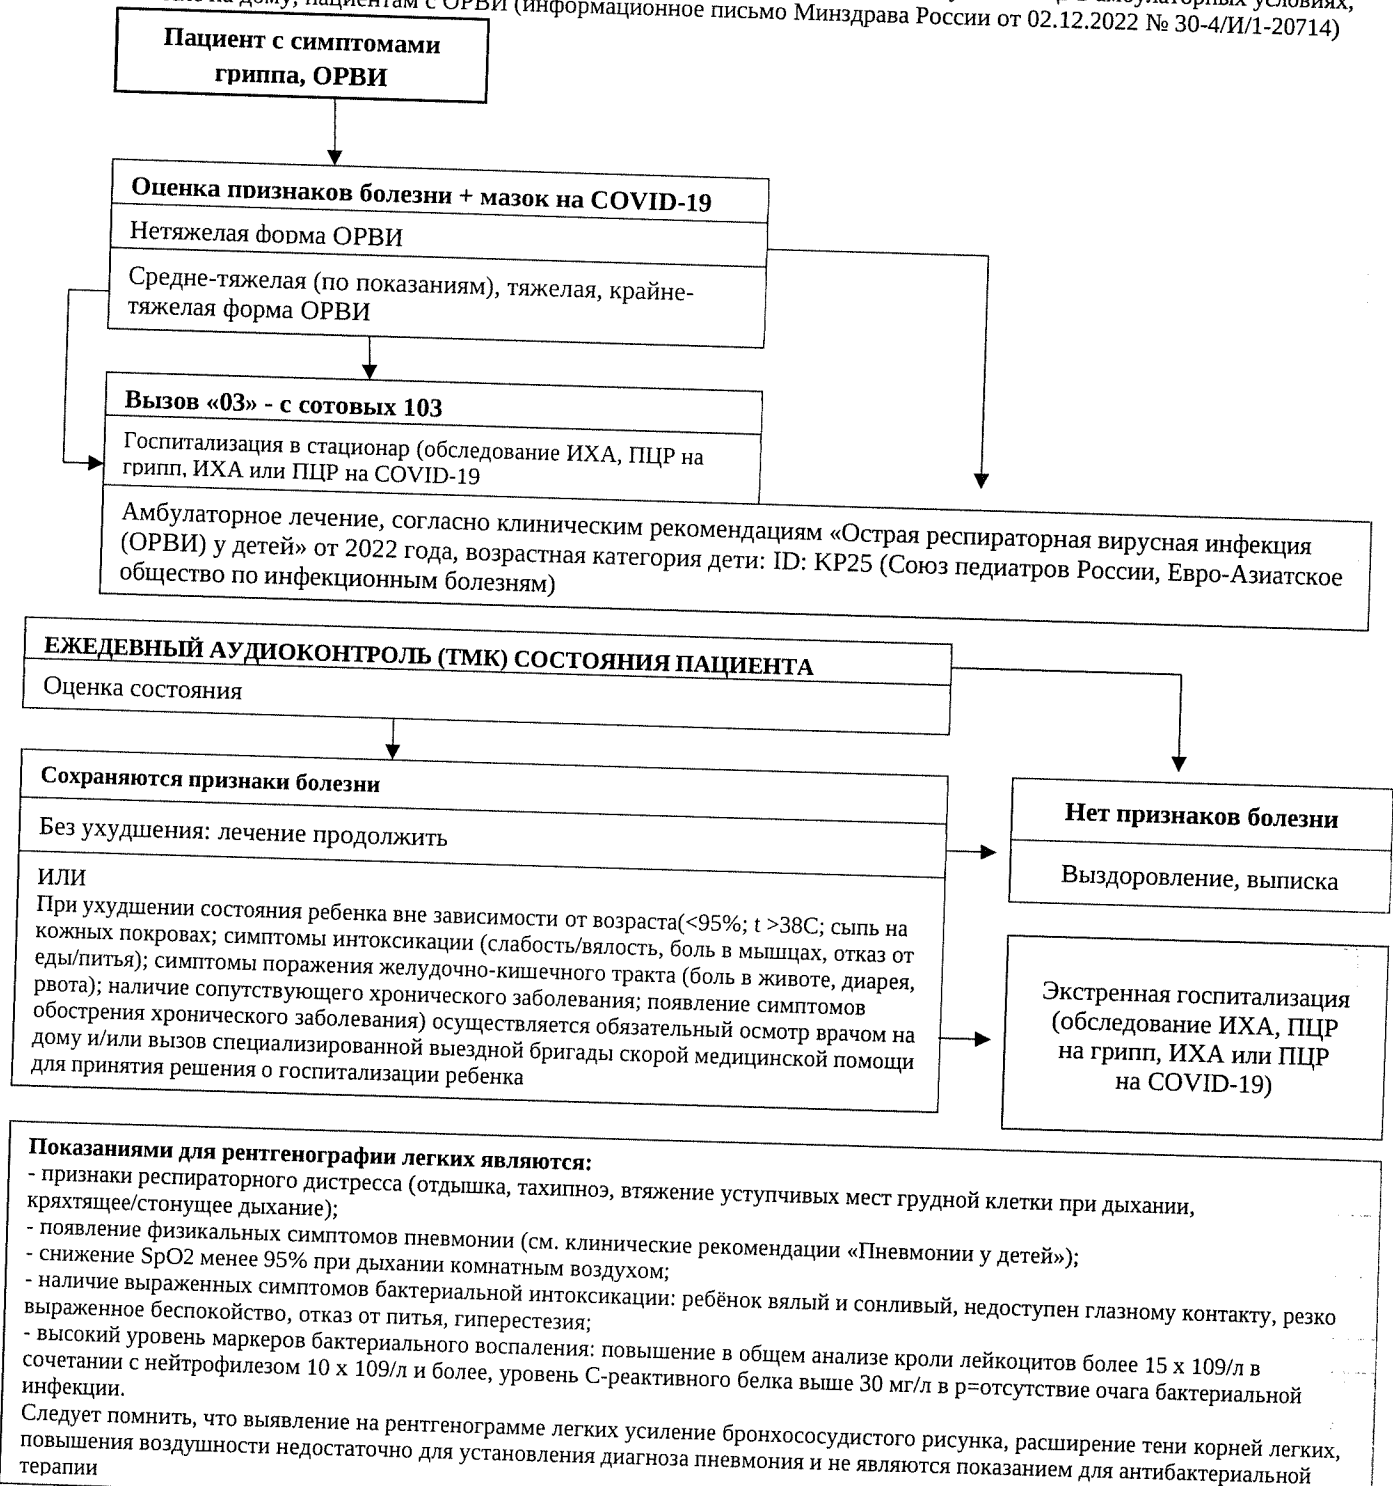 на дому, пациентам с ОРВИ (информационное письмо Минздрава России от 02.12.2022 № 30-4/И/1-20714)
амбулаторных условиях,
Пациент с симптомами
гриппа, ОРВИ
Оценка признаков болезни + мазок на COVID-19
Нетяжелая форма ОРВИ
Средне-тяжелая (по показаниям), тяжелая, крайне-
тяжелая форма ОРВИ
Вызов «03» - с сотовых 103
Госпитализация в стационар (обследование ИХА, ПЦР на
грипп, ИХА или ПЦР на COVID-19
Амбулаторное лечение, согласно клиническим рекомендациям «Острая респираторная вирусная инфекция
(ОРВИ) у детей» от 2022 года, возрастная категория дети: ID: КР25 (Союз педиатров России, Евро-Азиатское
общество по инфекционным болезням)
ЕЖЕДЕВНЫЙ АУДИОКОНТРОЛЬ (ТМК) СОСТОЯНИЯ ПАЦИЕНТА
Оценка состояния
Сохраняются признаки болезни
Без ухудшения: лечение продолжить
ИЛИ
При ухудшении состояния ребенка вне зависимости от возраста(<95%; t >38С; сыпь на
кожных покровах; симптомы интоксикации (слабость/вялость, боль в мышцах, отказ от
еды/питья); симптомы поражения желудочно-кишечного тракта (боль в животе, диарея,
рвота); наличие сопутствующего хронического заболевания; появление симптомов
обострения хронического заболевания) осуществляется обязательный осмотр врачом на
дому и/или вызов специализированной выездной бригады скорой медицинской помощи
для принятия решения о госпитализации ребенка
Нет признаков болезни
Выздоровление, выписка
Экстренная госпитализация
(обследование ИХА, ПЦР
на грипп, ИХА или ПЦР
на COVID-19)
Показаниями для рентгенографии легких являются:
- признаки респираторного дистресса (отдышка, тахипноэ, втяжение уступчивых мест грудной клетки при дыхании,
кряхтящее/стонущее дыхание);
- появление физикальных симптомов пневмонии (см. клинические рекомендации «Пневмонии у детей»);
- снижение SpO2 менее 95% при дыхании комнатным воздухом;
- наличие выраженных симптомов бактериальной интоксикации: ребёнок вялый и сонливый, недоступен глазному контакту, резко
выраженное беспокойство, отказ от питья, гиперестезия;
- высокий уровень маркеров бактериального воспаления: повышение в общем анализе кроли лейкоцитов более 15 х 109/л в
сочетании с нейтрофилезом 10 х 109/л и более, уровень С-реактивного белка выше 30 мг/л в р=отсутствие очага бактериальной
инфекции.
Следует помнить, что выявление на рентгенограмме легких усиление бронхососудистого рисунка, расширение тени корней легких,
повышения воздушности недостаточно для установления диагноза пневмония и не являются показанием для антибактериальной
терапии